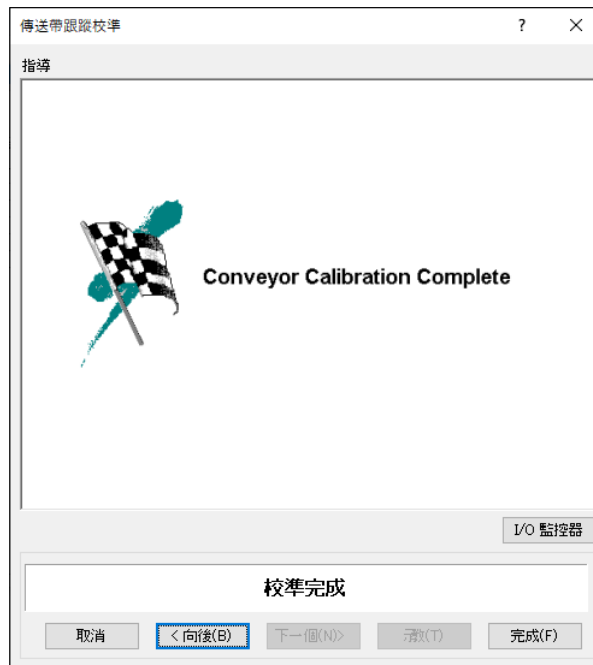 傳送帶跟蹤校準 ?
指導
Conveyor Calibration Complete
I/O 監控器
校準完成
取消 < 向後(B) 下一個(N)> (T) 完成(F)